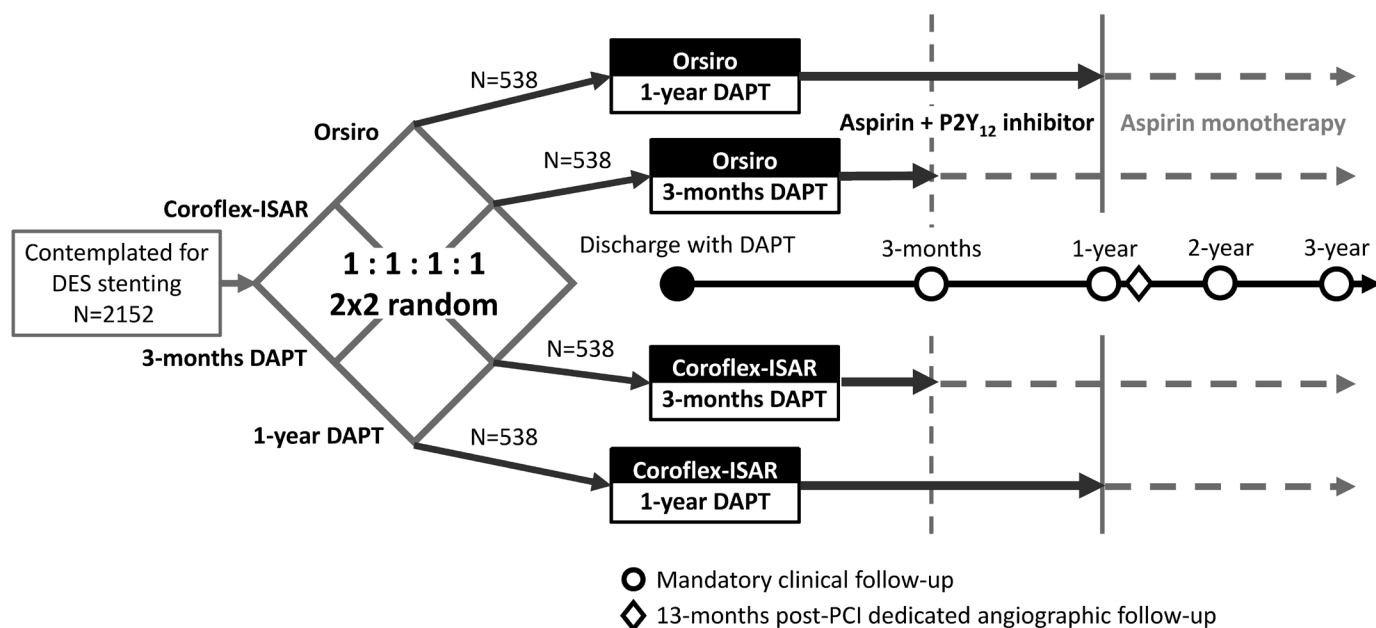 N=538
Orsiro
1-year DAPT
Orsiro
Aspirin + P2Y₁₂ inhibitor
Aspirin monotherapy
N=538
Orsiro
3-months DAPT
Coroflex-ISAR
Contemplated for
DES stenting
N=2152
1 : 1 : 1 : 1
2x2 random
Discharge with DAPT
3-months
1-year
2-year
3-year
3-months DAPT
N=538
Coroflex-ISAR
3-months DAPT
1-year DAPT
N=538
Coroflex-ISAR
1-year DAPT
Mandatory clinical follow-up
13-months post-PCI dedicated angiographic follow-up